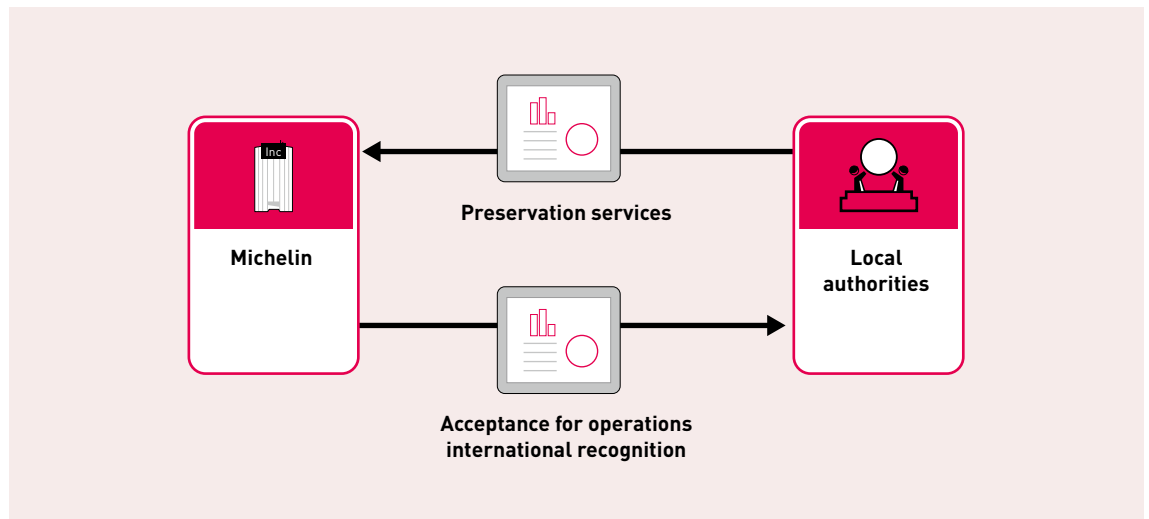 Inc
Preservation services
Michelin
Local
authorities
Acceptance for operations
international recognition